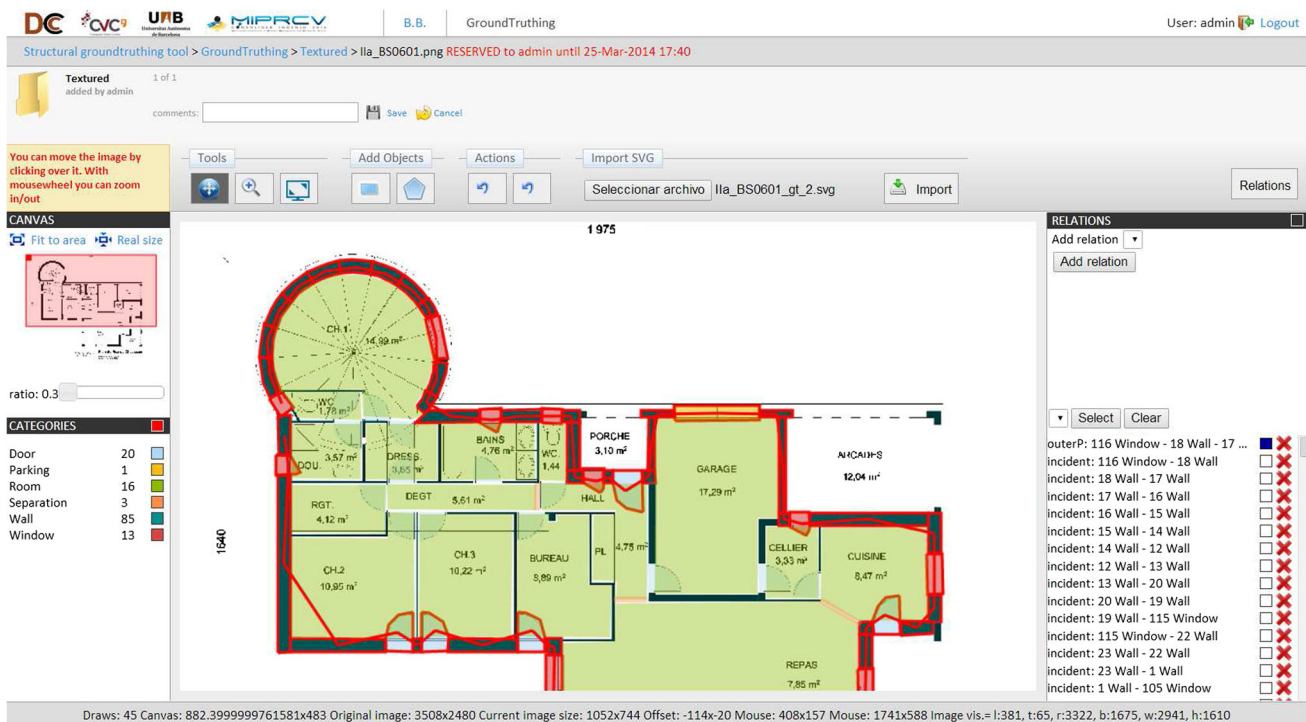 DCC CVC UAB MIPRCV B.B. GroundTruthing User: admin Logout
Universitat Autònoma
de Barcelona
Structural groundtruthing tool > GroundTruthing > Textured > IIa_BS0601.png RESERVED to admin until 25-Mar-2014 17:40
Textured 1 of 1
added by admin
comments: Save Cancel
You can move the image by
clicking over it. With
mousewheel you can zoom
in/out
Tools Add Objects Actions Import SVG
Seleccionar archivo IIa_BS0601_gt_2.svg Import Relations
CANVAS
Fit to area Real size
ratio: 0.3
CATEGORIES
Door 20
Parking 1
Room 16
Separation 3
Wall 85
Window 13
1 975
1640
CH.1
14,39 m²
WC
1,78 m²
3,57 m²
DOU.
DRESS.
3,65 m²
BAINS
4,76 m²
WC.
1,44
PORCHE
3,10 m²
GARAGE
17,29 m²
ARCADES
12,04 m²
RGT.
4,12 m²
DEGT 5,61 m²
HALL
4,75 m²
CH.2
10,95 m²
CH.3
10,22 m²
BUREAU
8,89 m²
PL
CELLIER
3,33 m²
CUISINE
8,47 m²
REPAS
7,85 m²
RELATIONS
Add relation
Add relation
Select Clear
outerP: 116 Window - 18 Wall - 17 ...
incident: 116 Window - 18 Wall
incident: 18 Wall - 17 Wall
incident: 17 Wall - 16 Wall
incident: 16 Wall - 15 Wall
incident: 15 Wall - 14 Wall
incident: 14 Wall - 12 Wall
incident: 12 Wall - 13 Wall
incident: 13 Wall - 20 Wall
incident: 20 Wall - 19 Wall
incident: 19 Wall - 115 Window
incident: 115 Window - 22 Wall
incident: 23 Wall - 22 Wall
incident: 23 Wall - 1 Wall
incident: 1 Wall - 105 Window
Draws: 45 Canvas: 882.3999999761581x483 Original image: 3508x2480 Current image size: 1052x744 Offset: -114x-20 Mouse: 408x157 Mouse: 1741x588 Image vis.= l:381, t:65, r:3322, b:1675, w:2941, h:1610